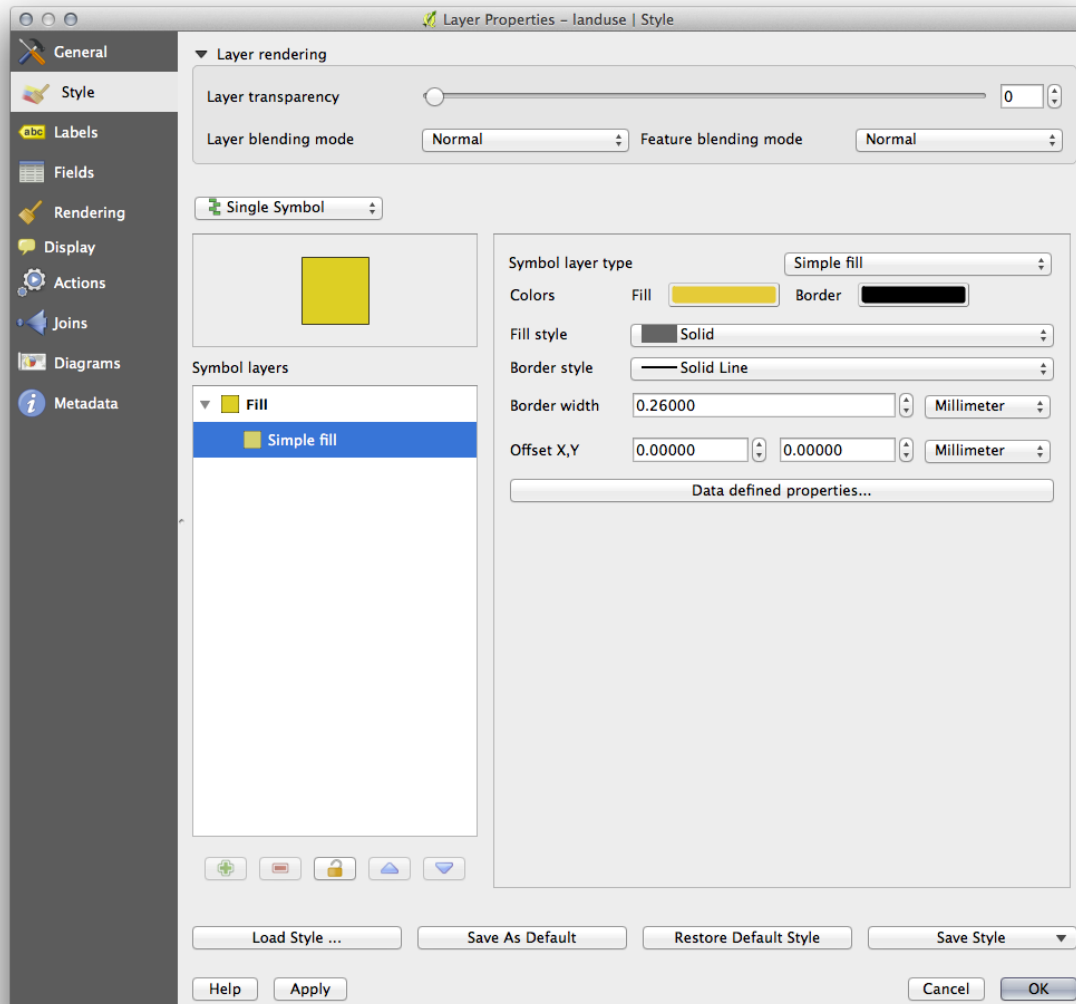 Layer Properties – landuse | Style
General
Style
abc Labels
Fields
Rendering
Display
Actions
Joins
Diagrams
i Metadata
Layer rendering
Layer transparency 0
Layer blending mode Normal Feature blending mode Normal
Single Symbol
Symbol layers
Fill
Simple fill
Symbol layer type Simple fill
Colors Fill Border
Fill style Solid
Border style Solid Line
Border width 0.26000 Millimeter
Offset X,Y 0.00000 0.00000 Millimeter
Data defined properties...
Load Style ... Save As Default Restore Default Style Save Style
Help Apply Cancel OK